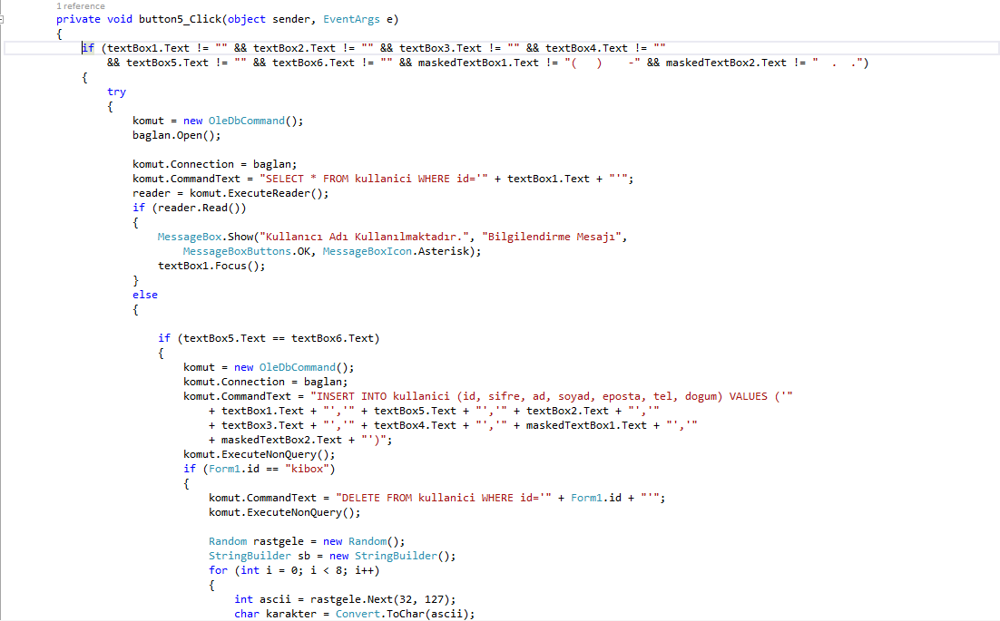 1 reference
private void button5_Click(object sender, EventArgs e)
{
if (textBox1.Text != "" && textBox2.Text != "" && textBox3.Text != "" && textBox4.Text != ""
&& textBox5.Text != "" && textBox6.Text != "" && maskedTextBox1.Text != "(   )    -" && maskedTextBox2.Text != "  .  .")
{
try
{
komut = new OleDbCommand();
baglan.Open();
komut.Connection = baglan;
komut.CommandText = "SELECT * FROM kullanici WHERE id='" + textBox1.Text + "'";
reader = komut.ExecuteReader();
if (reader.Read())
{
MessageBox.Show("Kullanıcı Adı Kullanılmaktadır.", "Bilgilendirme Mesajı",
MessageBoxButtons.OK, MessageBoxIcon.Asterisk);
textBox1.Focus();
}
else
{
if (textBox5.Text == textBox6.Text)
{
komut = new OleDbCommand();
komut.Connection = baglan;
komut.CommandText = "INSERT INTO kullanici (id, sifre, ad, soyad, eposta, tel, dogum) VALUES ('"
+ textBox1.Text + "','" + textBox5.Text + "','" + textBox2.Text + "','"
+ textBox3.Text + "','" + textBox4.Text + "','" + maskedTextBox1.Text + "','"
+ maskedTextBox2.Text + "')";
komut.ExecuteNonQuery();
if (Form1.id == "kibox")
{
komut.CommandText = "DELETE FROM kullanici WHERE id='" + Form1.id + "'";
komut.ExecuteNonQuery();
Random rastgele = new Random();
StringBuilder sb = new StringBuilder();
for (int i = 0; i < 8; i++)
{
int ascii = rastgele.Next(32, 127);
char karakter = Convert.ToChar(ascii);